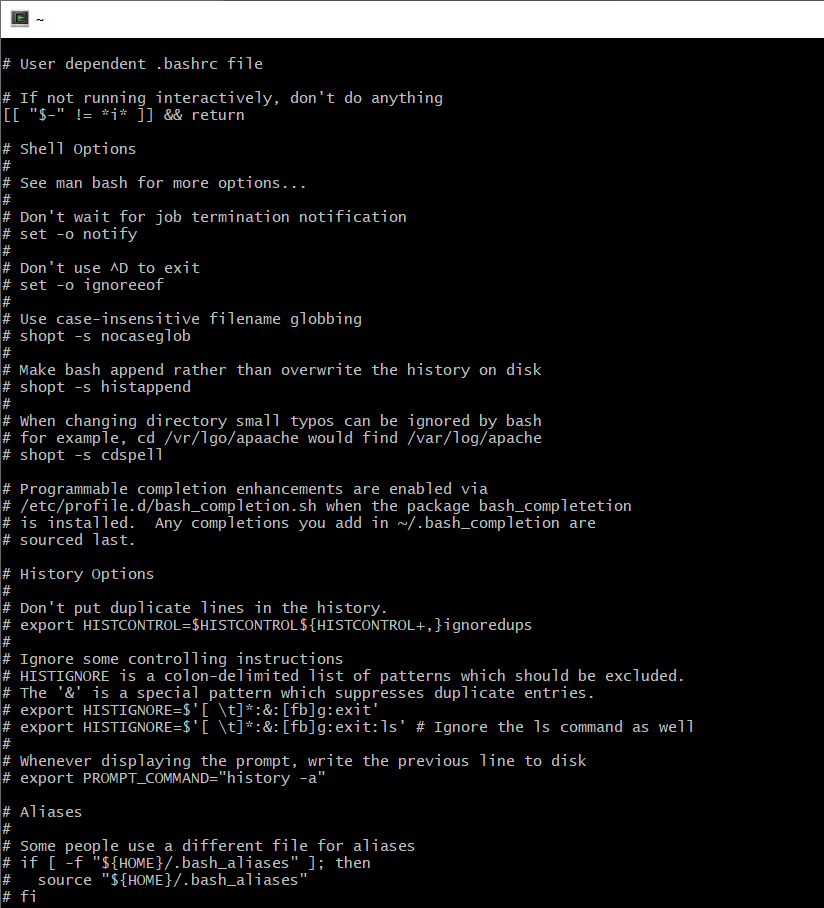 ~
# User dependent .bashrc file
# If not running interactively, don't do anything
[[ "$-" != *i* ]] && return
# Shell Options
#
# See man bash for more options...
#
# Don't wait for job termination notification
# set -o notify
#
# Don't use ^D to exit
# set -o ignoreeof
#
# Use case-insensitive filename globbing
# shopt -s nocaseglob
#
# Make bash append rather than overwrite the history on disk
# shopt -s histappend
#
# When changing directory small typos can be ignored by bash
# for example, cd /vr/lgo/apaache would find /var/log/apache
# shopt -s cdspell
# Programmable completion enhancements are enabled via
# /etc/profile.d/bash_completion.sh when the package bash_completetion
# is installed.  Any completions you add in ~/.bash_completion are
# sourced last.
# History Options
#
# Don't put duplicate lines in the history.
# export HISTCONTROL=$HISTCONTROL${HISTCONTROL+,}ignoredups
#
# Ignore some controlling instructions
# HISTIGNORE is a colon-delimited list of patterns which should be excluded.
# The '&' is a special pattern which suppresses duplicate entries.
# export HISTIGNORE=$'[ \t]*:&:[fb]g:exit'
# export HISTIGNORE=$'[ \t]*:&:[fb]g:exit:ls' # Ignore the ls command as well
#
# Whenever displaying the prompt, write the previous line to disk
# export PROMPT_COMMAND="history -a"
# Aliases
#
# Some people use a different file for aliases
# if [ -f "${HOME}/.bash_aliases" ]; then
#   source "${HOME}/.bash_aliases"
# fi